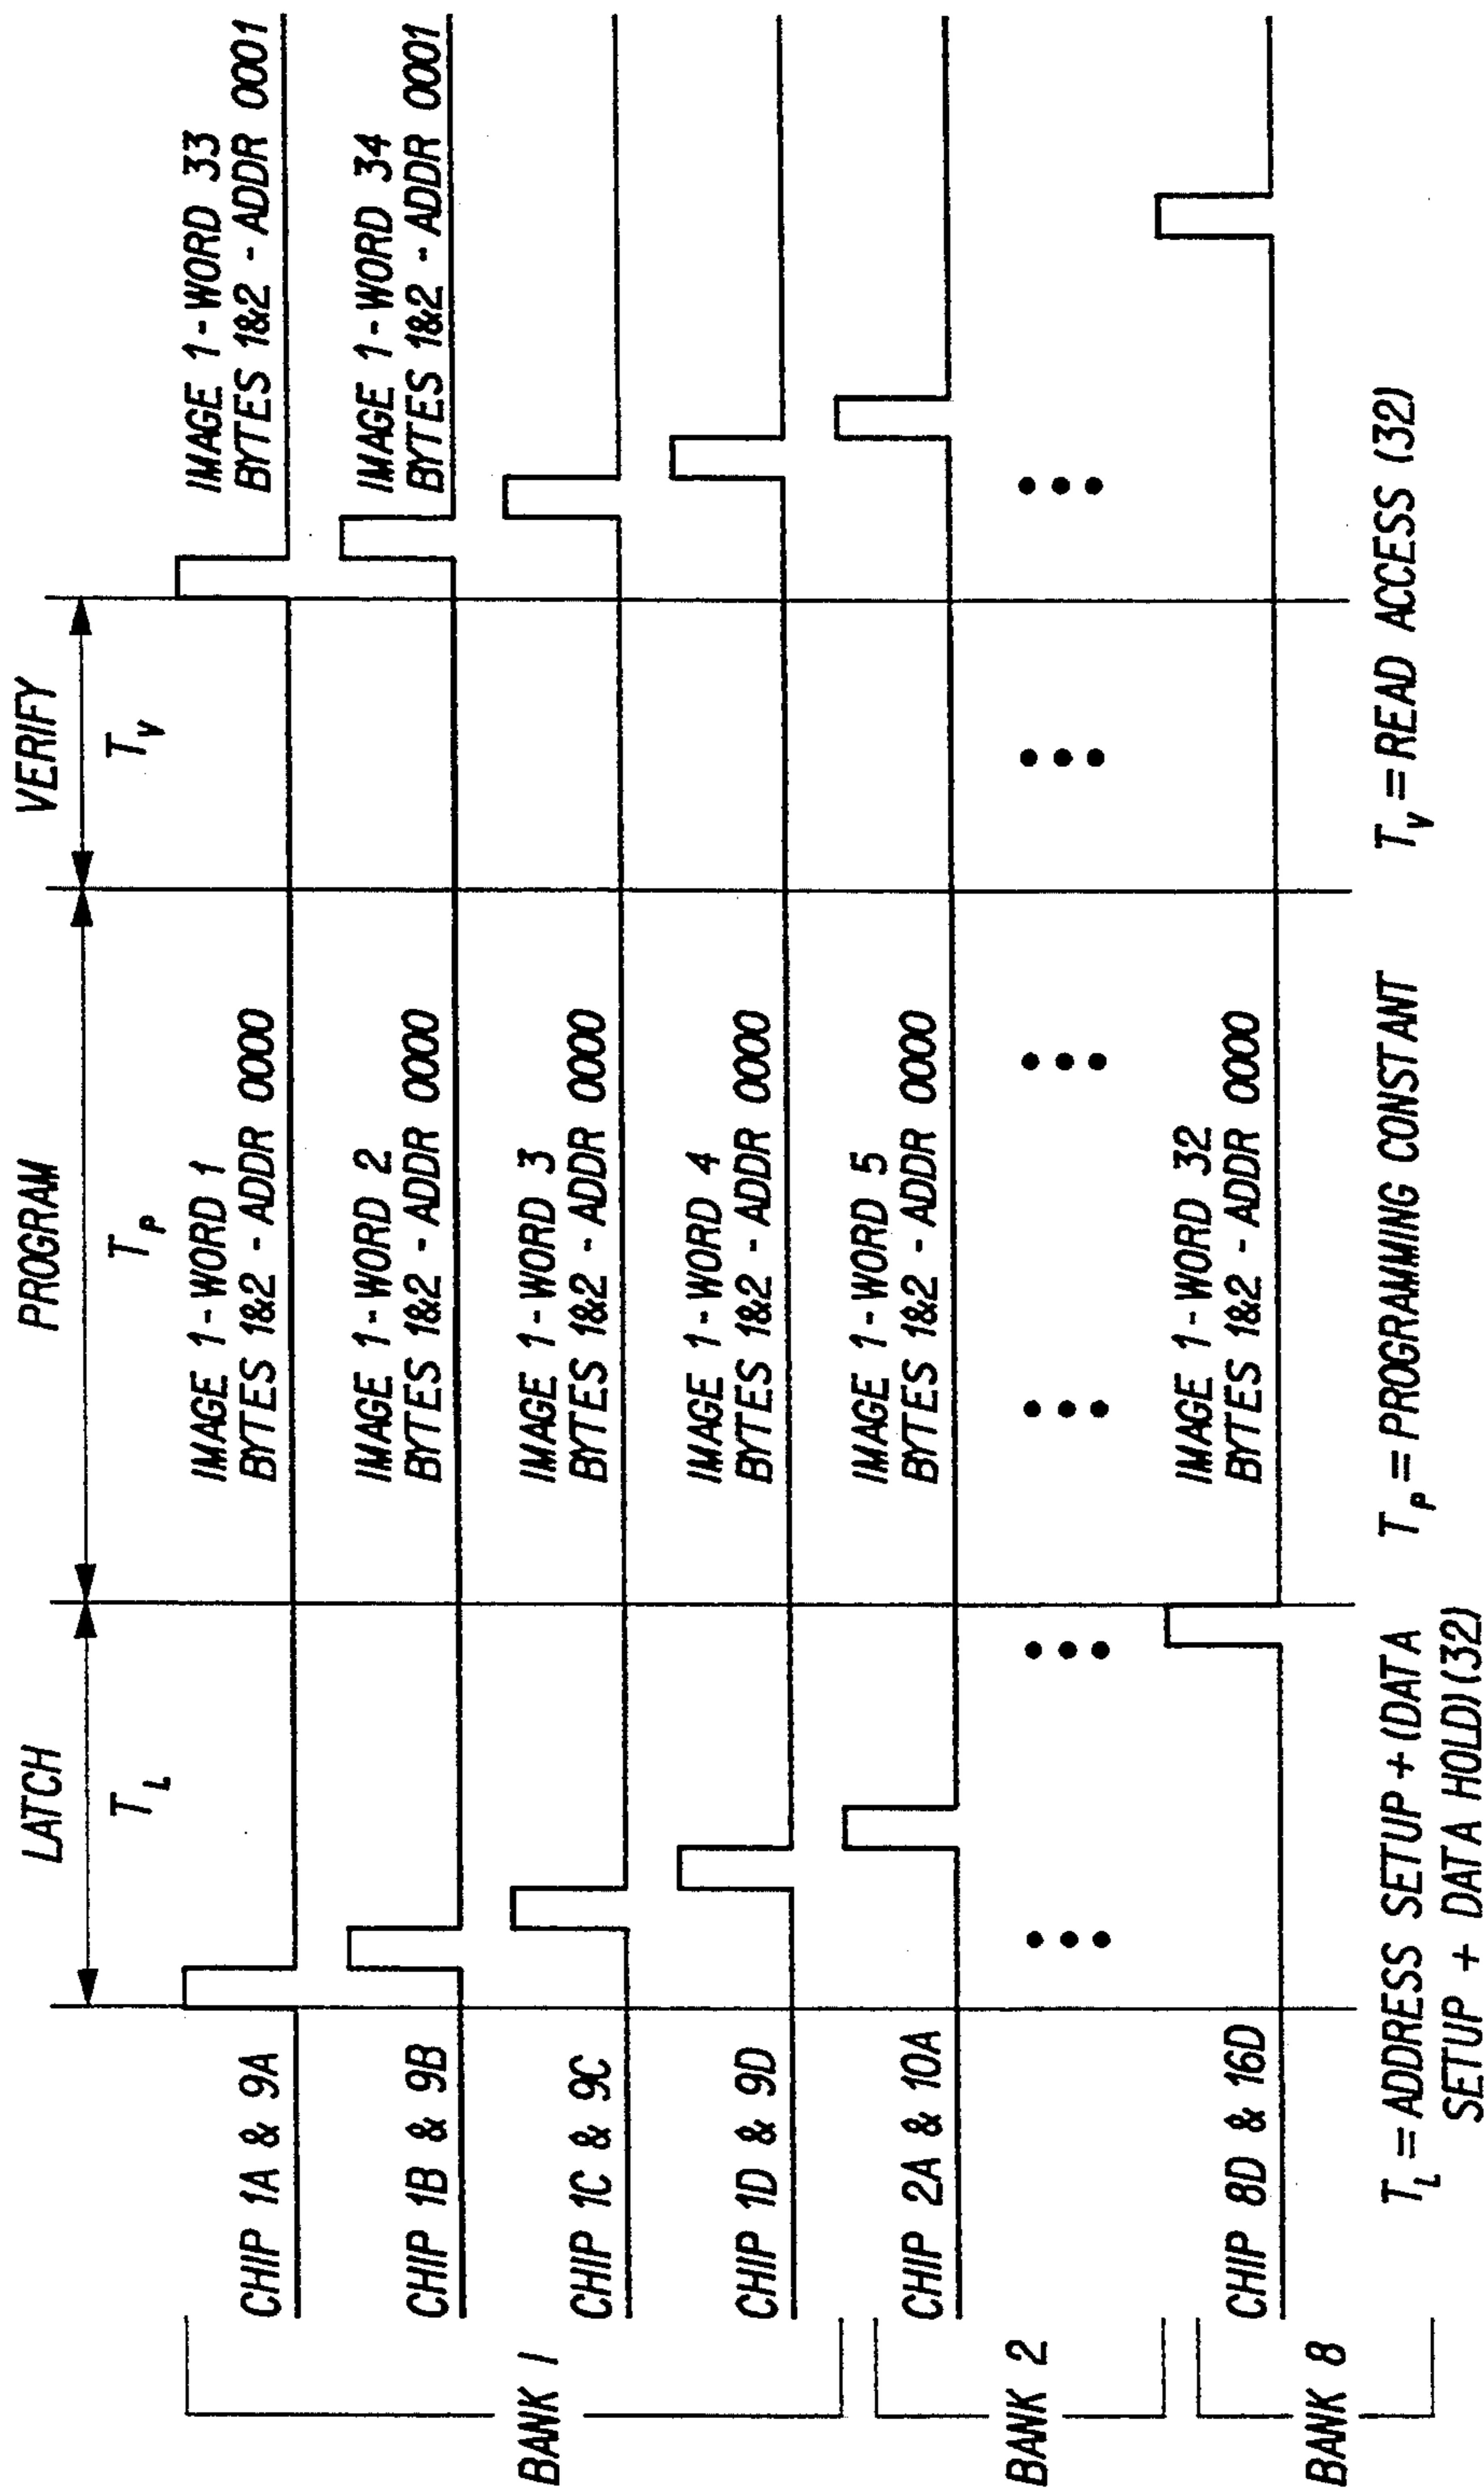 LATCH
PROGRAM
VERIFY
T_L
T_P
T_V
BANK 1
CHIP 1A & 9A
IMAGE 1-WORD 1
BYTES 1&2 - ADDR 0000
IMAGE 1-WORD 33
BYTES 1&2 - ADDR 0001
CHIP 1B & 9B
IMAGE 1-WORD 2
BYTES 1&2 - ADDR 0000
IMAGE 1-WORD 34
BYTES 1&2 - ADDR 0001
CHIP 1C & 9C
IMAGE 1-WORD 3
BYTES 1&2 - ADDR 0000
CHIP 1D & 9D
IMAGE 1-WORD 4
BYTES 1&2 - ADDR 0000
BANK 2
CHIP 2A & 10A
IMAGE 1-WORD 5
BYTES 1&2 - ADDR 0000
BANK 8
CHIP 8D & 16D
IMAGE 1-WORD 32
BYTES 1&2 - ADDR 0000
T_L = ADDRESS SETUP + (DATA
SETUP + DATA HOLD)(32)
T_P = PROGRAMMING CONSTANT
T_V = READ ACCESS (32)